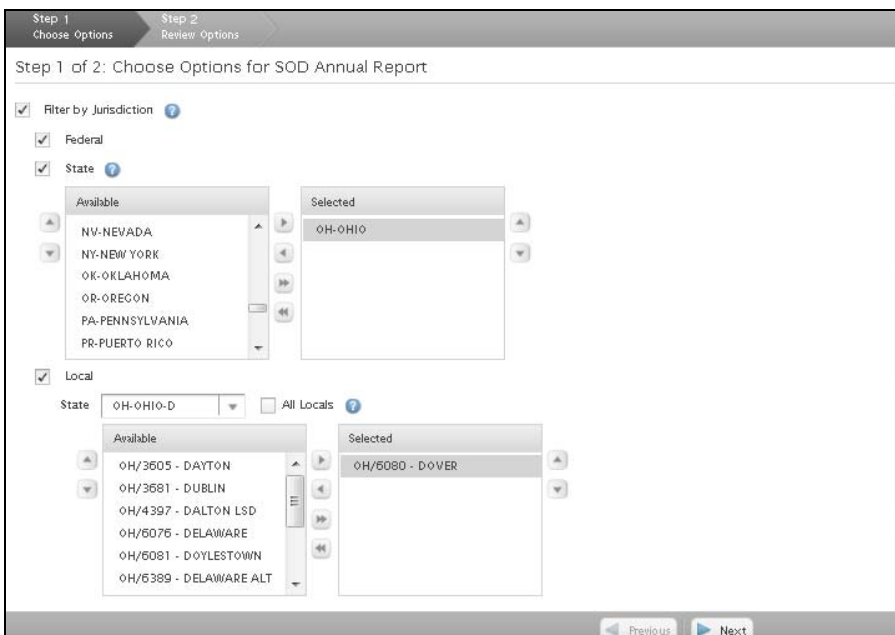 Step 1
Choose Options
Step 2
Review Options
Step 1 of 2: Choose Options for SOD Annual Report
Filter by Jurisdiction ?
Federal
State ?
Available
NV-NEVADA
NY-NEW YORK
OK-OKLAHOMA
OR-OREGON
PA-PENNSYLVANIA
PR-PUERTO RICO
Selected
OH-OHIO
Local
State OH-OHIO-D All Locals ?
Available
OH/3605 - DAYTON
OH/3681 - DUBLIN
OH/4397 - DALTON LSD
OH/6076 - DELAWARE
OH/6081 - DOYLESTOWN
OH/6389 - DELAWARE ALT
Selected
OH/6080 - DOVER
Previous
Next